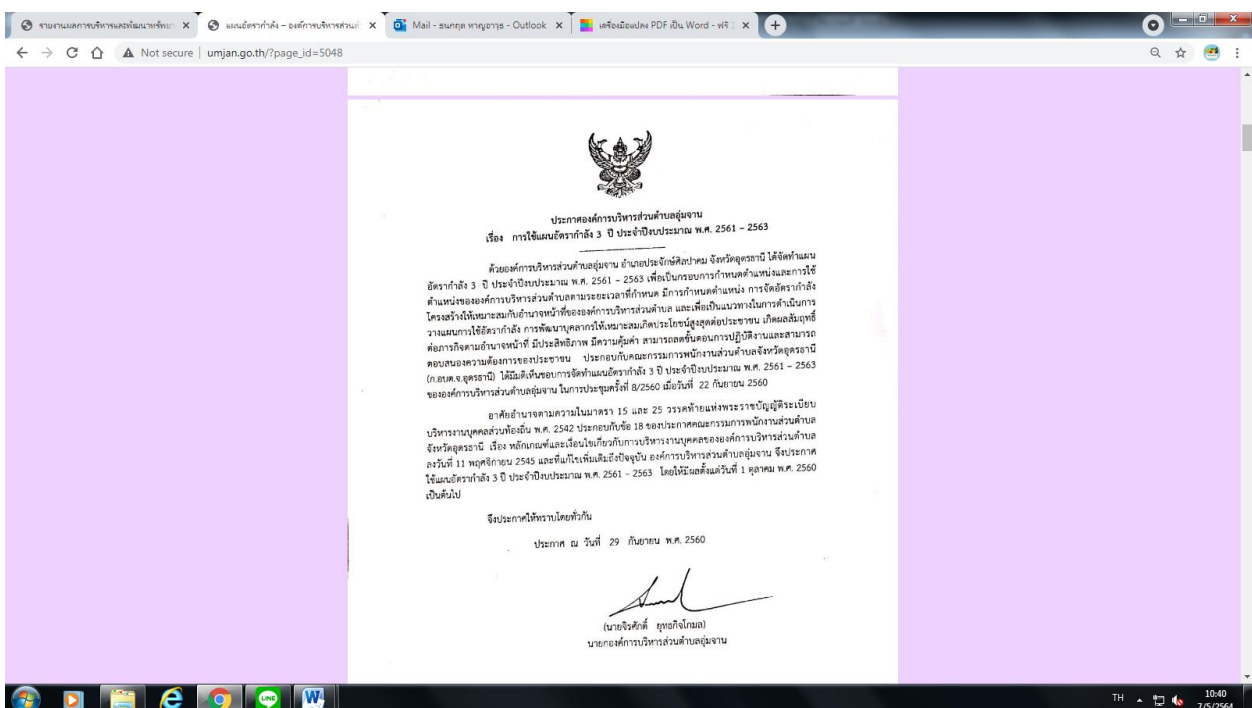 รายงานผลการบริหารและพัฒนาทรัพยา
แผนอัตรากำลัง – องค์การบริหารส่วนตำ
Mail - ธนกฤต หาญอาวุธ - Outlook
เครื่องมือแปลง PDF เป็น Word - ฟรี
Not secure
umjan.go.th/?page_id=5048
ประกาศองค์การบริหารส่วนตำบลอุ่มจาน
เรื่อง การใช้แผนอัตรากำลัง 3 ปี ประจำปีงบประมาณ พ.ศ. 2561 – 2563
ด้วยองค์การบริหารส่วนตำบลอุ่มจาน อำเภอประจักษ์ศิลปาคม จังหวัดอุดรธานี ได้จัดทำแผน
อัตรากำลัง 3 ปี ประจำปีงบประมาณ พ.ศ. 2561 – 2563 เพื่อเป็นกรอบการกำหนดตำแหน่งและการใช้
ตำแหน่งขององค์การบริหารส่วนตำบลตามระยะเวลาที่กำหนด มีการกำหนดตำแหน่ง การจัดอัตรากำลัง
โครงสร้างให้เหมาะสมกับอำนาจหน้าที่ขององค์การบริหารส่วนตำบล และเพื่อเป็นแนวทางในการดำเนินการ
วางแผนการใช้อัตรากำลัง การพัฒนาบุคลากรให้เหมาะสมเกิดประโยชน์สูงสุดต่อประชาชน เกิดผลสัมฤทธิ์
ต่อภารกิจตามอำนาจหน้าที่ มีประสิทธิภาพ มีความคุ้มค่า สามารถลดขั้นตอนการปฏิบัติงานและสามารถ
ตอบสนองความต้องการของประชาชน ประกอบกับคณะกรรมการพนักงานส่วนตำบลจังหวัดอุดรธานี
(ก.อบต.จ.อุดรธานี) ได้มีมติเห็นชอบการจัดทำแผนอัตรากำลัง 3 ปี ประจำปีงบประมาณ พ.ศ. 2561 – 2563
ขององค์การบริหารส่วนตำบลอุ่มจาน ในการประชุมครั้งที่ 8/2560 เมื่อวันที่ 22 กันยายน 2560
อาศัยอำนาจตามความในมาตรา 15 และ 25 วรรคท้ายแห่งพระราชบัญญัติระเบียบ
บริหารงานบุคคลส่วนท้องถิ่น พ.ศ. 2542 ประกอบกับข้อ 18 ของประกาศคณะกรรมการพนักงานส่วนตำบล
จังหวัดอุดรธานี เรื่อง หลักเกณฑ์และเงื่อนไขเกี่ยวกับการบริหารงานบุคคลขององค์การบริหารส่วนตำบล
ลงวันที่ 11 พฤศจิกายน 2545 และที่แก้ไขเพิ่มเติมถึงปัจจุบัน องค์การบริหารส่วนตำบลอุ่มจาน จึงประกาศ
ใช้แผนอัตรากำลัง 3 ปี ประจำปีงบประมาณ พ.ศ. 2561 – 2563 โดยให้มีผลตั้งแต่วันที่ 1 ตุลาคม พ.ศ. 2560
เป็นต้นไป
จึงประกาศให้ทราบโดยทั่วกัน
ประกาศ ณ วันที่ 29 กันยายน พ.ศ. 2560
(นายจิรศักดิ์ ยุทธกิจโกมล)
นายกองค์การบริหารส่วนตำบลอุ่มจาน
LINE
TH
10:40
7/5/2564